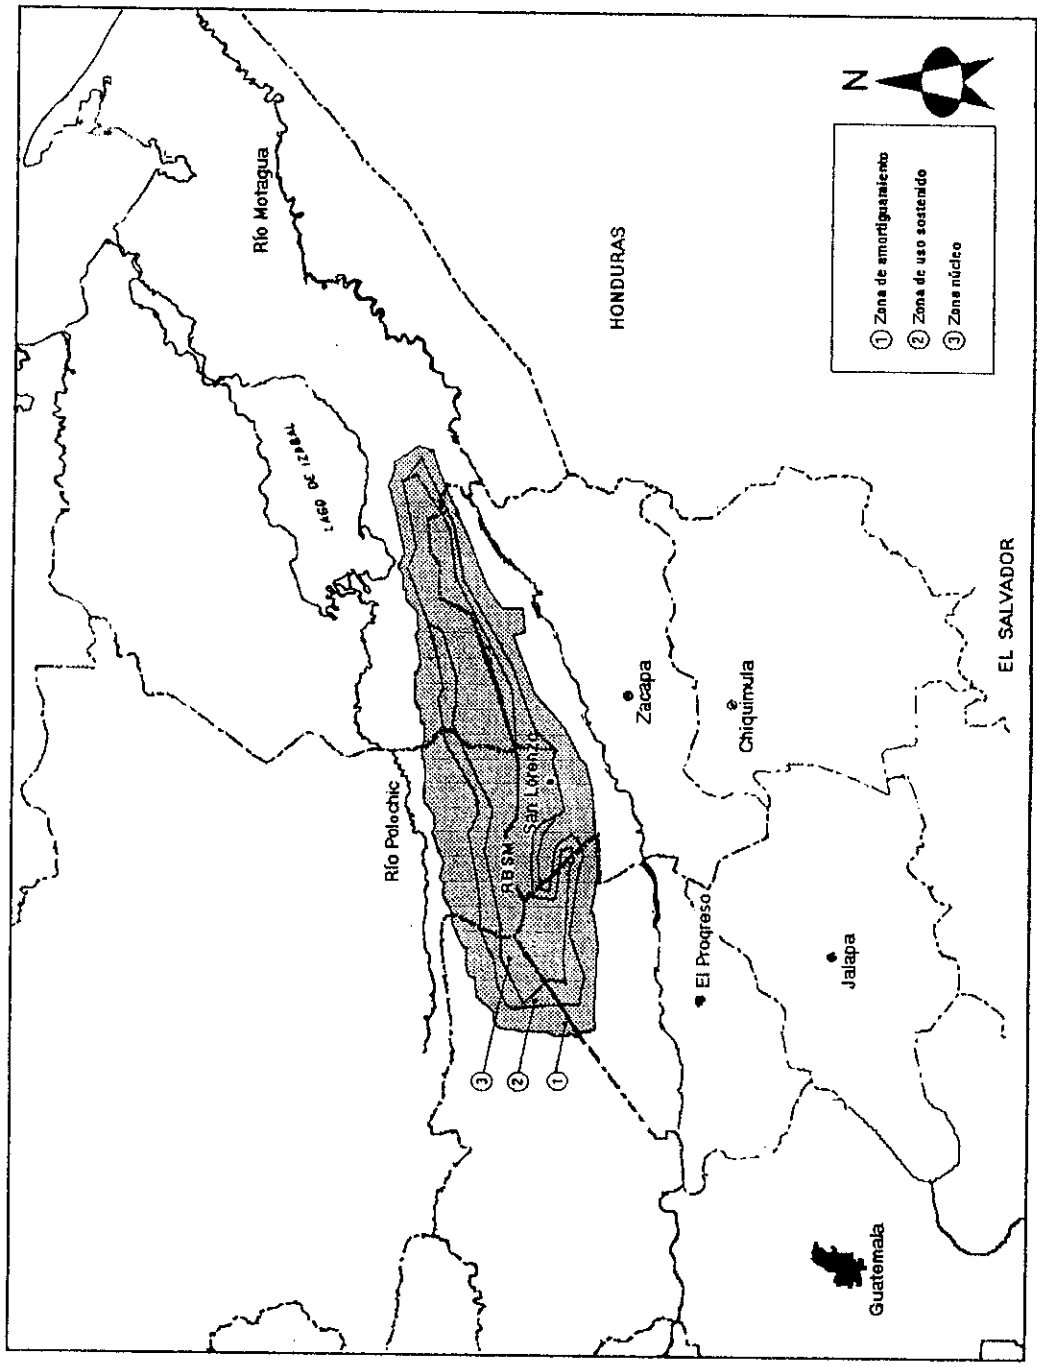 Río Motagua
LAGO DE IZABAL
HONDURAS
Río Polochic
RBSM
San Lorenzo
Zacapa
Chiquimula
El Progreso
Jalapa
Guatemala
EL SALVADOR
N
① Zona de amortiguamiento
② Zona de uso sostenido
③ Zona núcleo
③
②
①